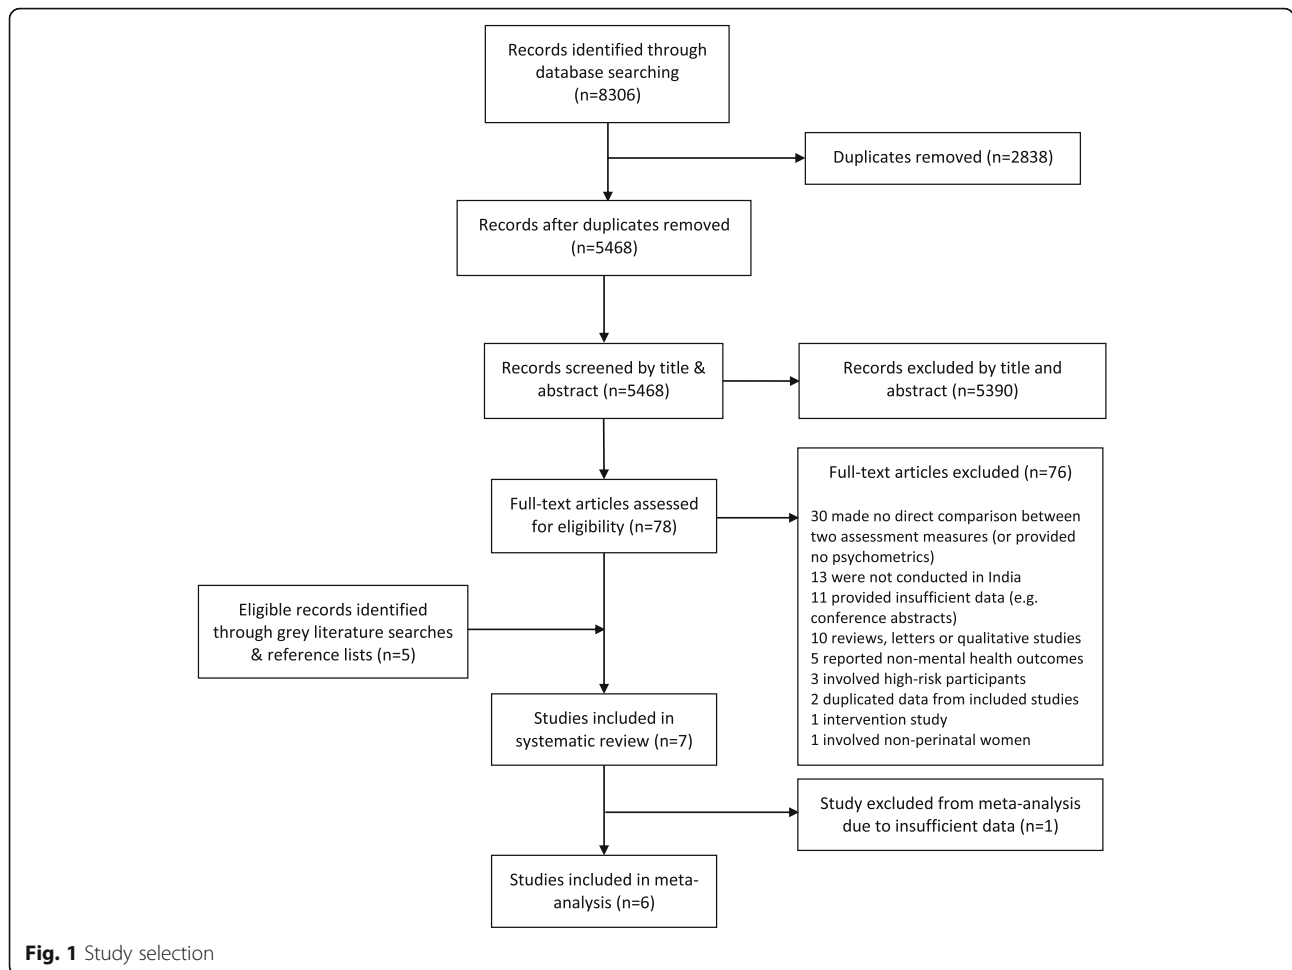 Records identified through
database searching
(n=8306)
Duplicates removed (n=2838)
Records after duplicates removed
(n=5468)
Records screened by title &
abstract (n=5468)
Records excluded by title and
abstract (n=5390)
Full-text articles assessed
for eligibility (n=78)
Full-text articles excluded (n=76)
30 made no direct comparison between
two assessment measures (or provided
no psychometrics)
13 were not conducted in India
11 provided insufficient data (e.g.
conference abstracts)
10 reviews, letters or qualitative studies
5 reported non-mental health outcomes
3 involved high-risk participants
2 duplicated data from included studies
1 intervention study
1 involved non-perinatal women
Eligible records identified
through grey literature searches
& reference lists (n=5)
Studies included in
systematic review (n=7)
Study excluded from meta-analysis
due to insufficient data (n=1)
Studies included in meta-
analysis (n=6)
Fig. 1 Study selection